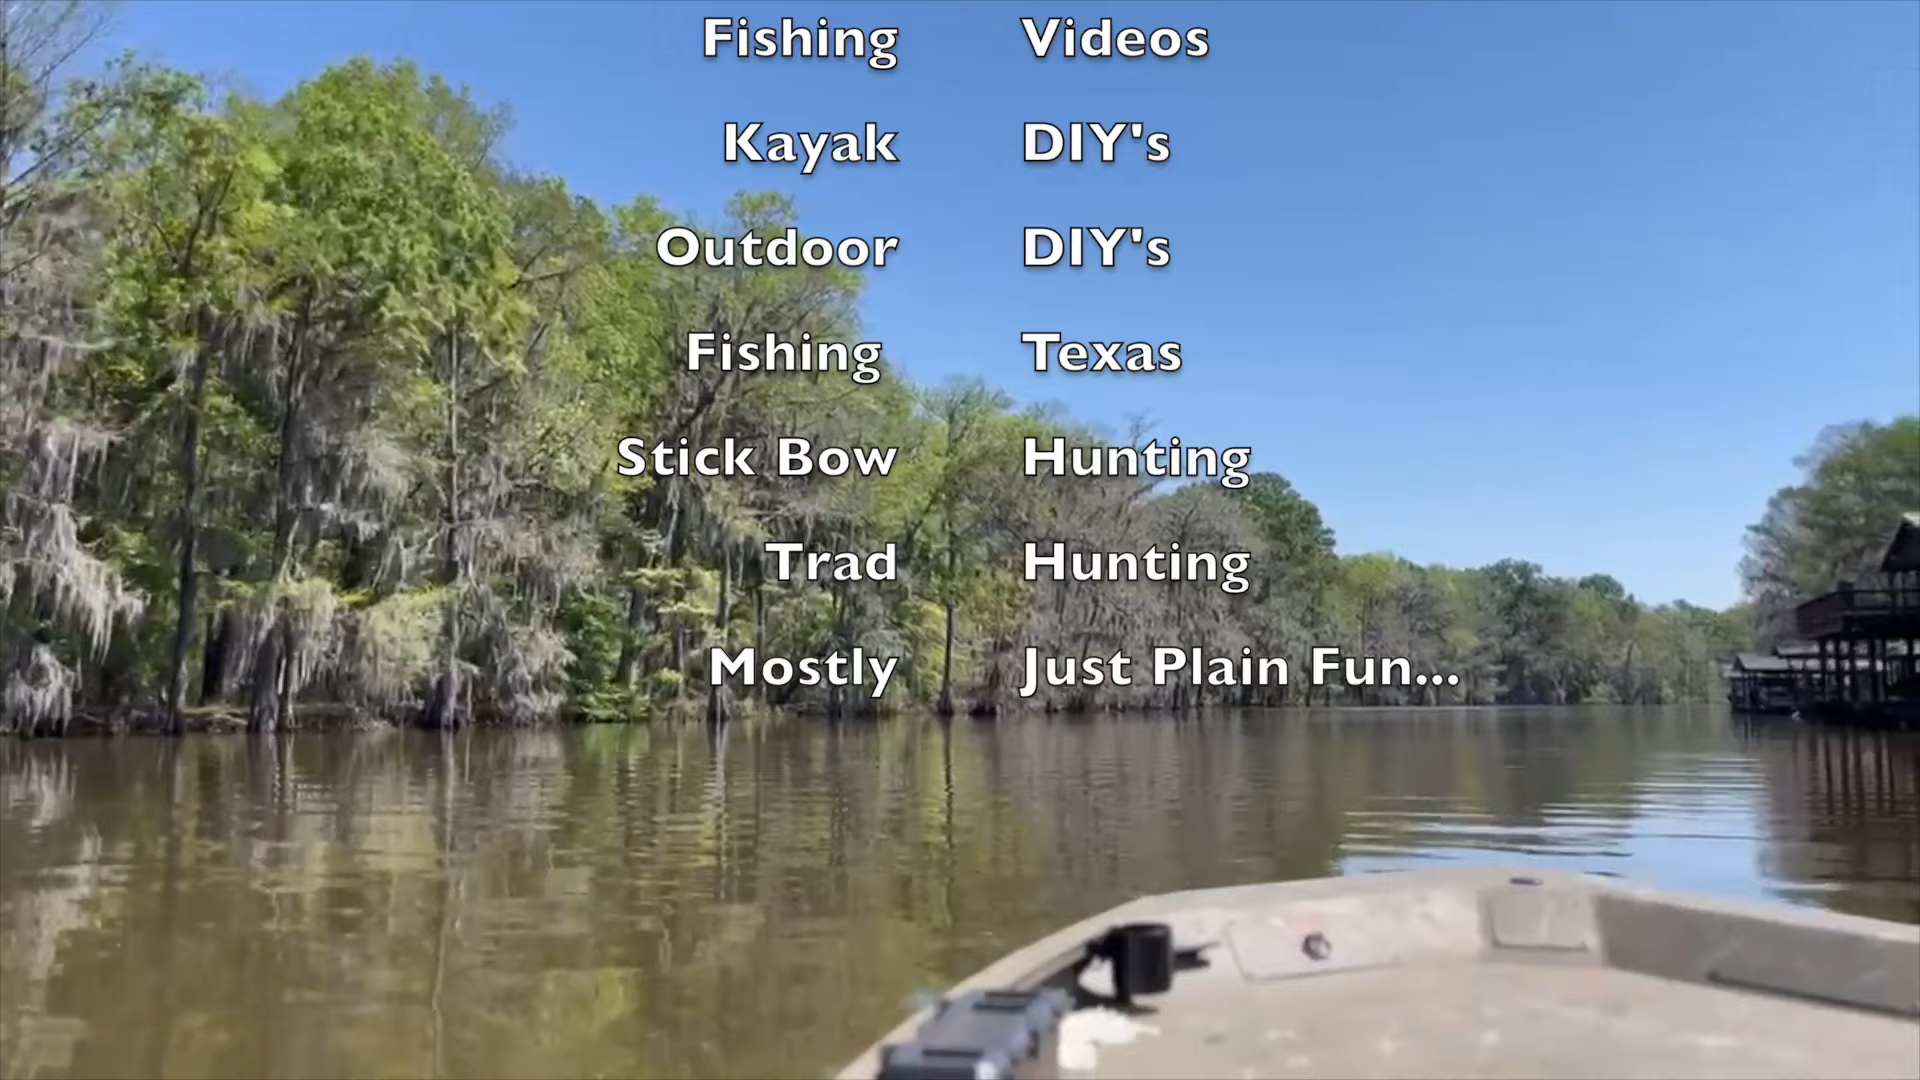 Fishing Videos
Kayak DIY's
Outdoor DIY's
Fishing Texas
Stick Bow Hunting
Trad Hunting
Mostly Just Plain Fun...